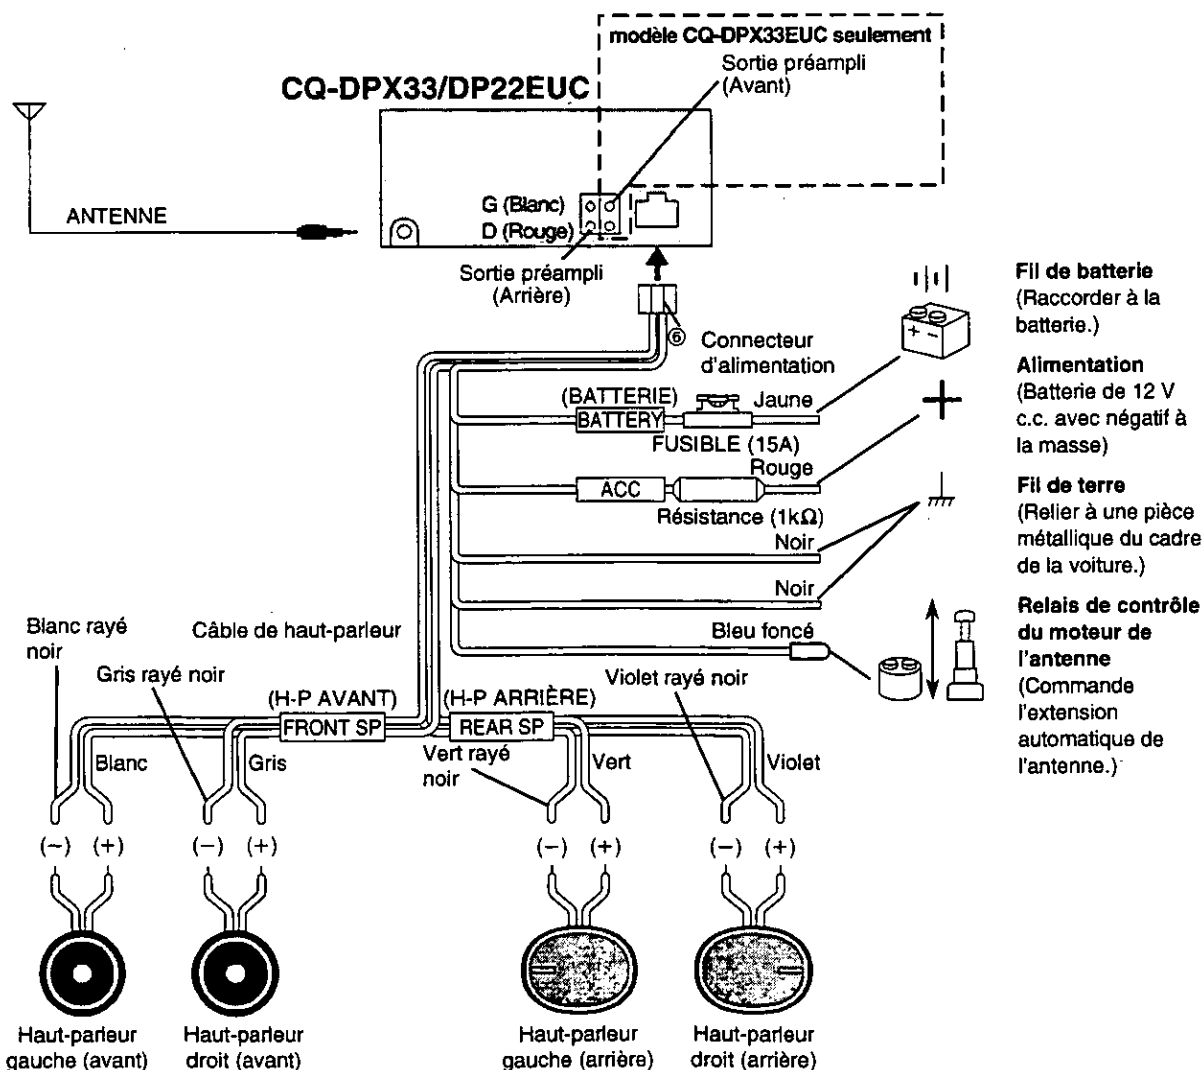 modèle CQ-DPX33EUC seulement
Sortie préampli
(Avant)
CQ-DPX33/DP22EUC
ANTENNE
G (Blanc)
D (Rouge)
Sortie préampli
(Arrière)
⑥
Connecteur
d'alimentation
(BATTERIE)
BATTERY
Jaune
FUSIBLE (15A)
Rouge
ACC
Résistance (1kΩ)
Noir
Noir
Bleu foncé
+ −
Fil de batterie
(Raccorder à la
batterie.)
Alimentation
(Batterie de 12 V
c.c. avec négatif à
la masse)
Fil de terre
(Relier à une pièce
métallique du cadre
de la voiture.)
Relais de contrôle
du moteur de
l'antenne
(Commande
l'extension
automatique de
l'antenne.)
Blanc rayé
noir
Câble de haut-parleur
Gris rayé noir
(H-P AVANT)
FRONT SP
(H-P ARRIÈRE)
REAR SP
Violet rayé noir
Blanc
Gris
Vert rayé
noir
Vert
Violet
(−) (+) (−) (+) (−) (+) (−) (+)
Haut-parleur
gauche (avant)
Haut-parleur
droit (avant)
Haut-parleur
gauche (arrière)
Haut-parleur
droit (arrière)